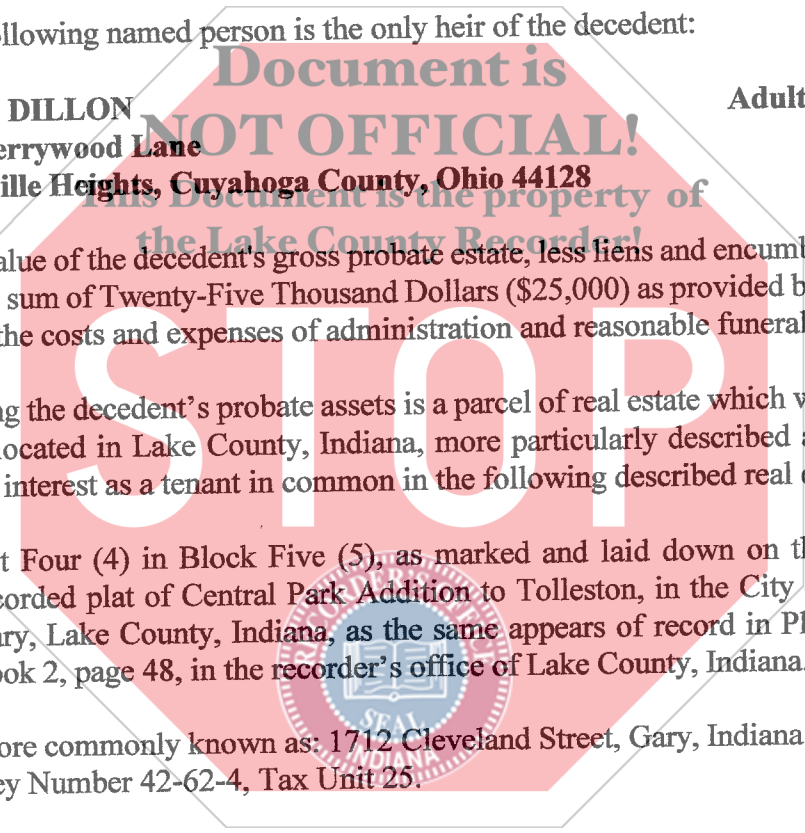 ollowing named person is the only heir of the decedent:
Document is
DILLON Adult
NOT OFFICIAL!
errywood Lane
ille Heights, Cuyahoga County, Ohio 44128
This Document is the property of
the Lake County Recorder!
alue of the decedent's gross probate estate, less liens and encumb
sum of Twenty-Five Thousand Dollars ($25,000) as provided b
the costs and expenses of administration and reasonable funeral
STOP
ng the decedent's probate assets is a parcel of real estate which w
located in Lake County, Indiana, more particularly described a
interest as a tenant in common in the following described real e
t Four (4) in Block Five (5), as marked and laid down on th
corded plat of Central Park Addition to Tolleston, in the City
ary, Lake County, Indiana, as the same appears of record in Pl
ook 2, page 48, in the recorder's office of Lake County, Indiana.
SEAL
INDIANA
ore commonly known as: 1712 Cleveland Street, Gary, Indiana
ey Number 42-62-4, Tax Unit 25.